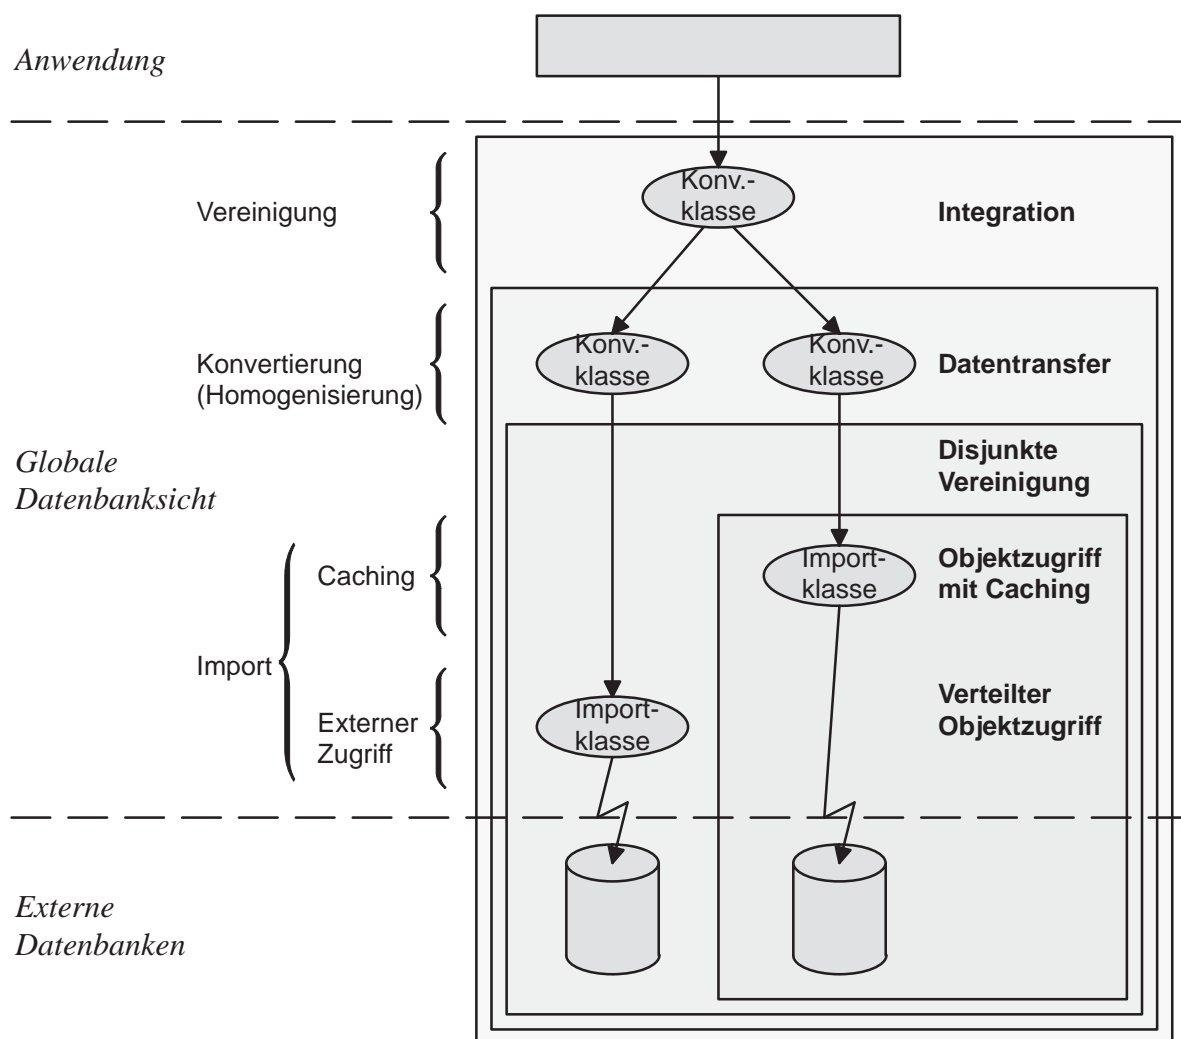 Anwendung
Konv.-
klasse
Vereinigung
Integration
Konv.-
klasse
Konv.-
klasse
Konvertierung
(Homogenisierung)
Datentransfer
Globale
Datenbanksicht
Disjunkte
Vereinigung
Caching
Import-
klasse
Objektzugriff
mit Caching
Import
Externer
Zugriff
Import-
klasse
Verteilter
Objektzugriff
Externe
Datenbanken